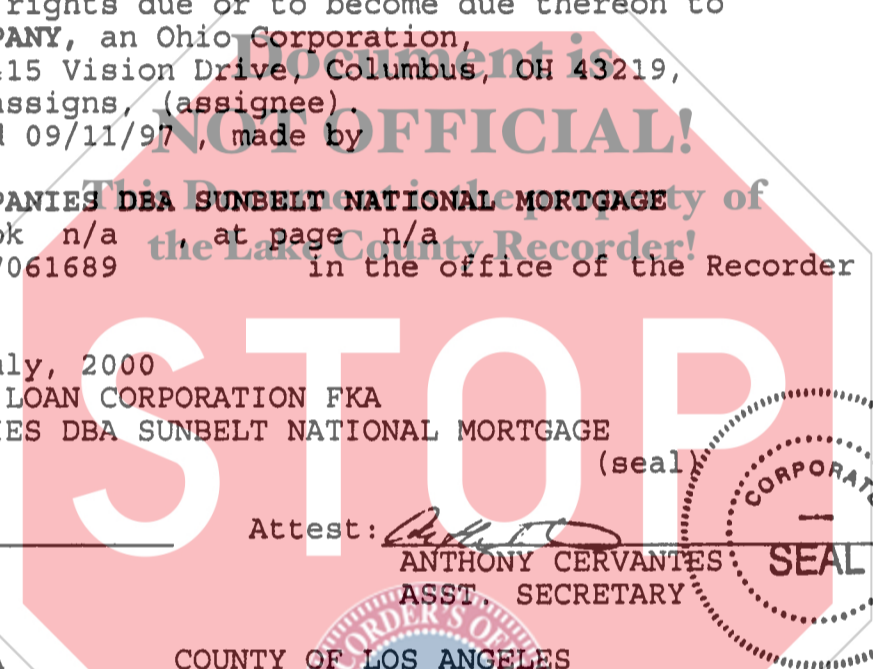 rights due or to become due thereon to
PANY, an Ohio Corporation,
Document is
15 Vision Drive, Columbus, OH 43219,
assigns, (assignee).
09/11/97 , made by
NOT OFFICIAL!
PANIES DBA SUNBELT NATIONAL MORTGAGE
This Document is the property of
ok n/a , at page n/a
the Lake County Recorder!
7061689 in the office of the Recorder
STOP
uly, 2000
LOAN CORPORATION FKA
IES DBA SUNBELT NATIONAL MORTGAGE
(seal)
CORPORATE
Attest:
SEAL
ANTHONY CERVANTES
ASST. SECRETARY
CORDER'S OF
COUNTY OF LOS ANGELES